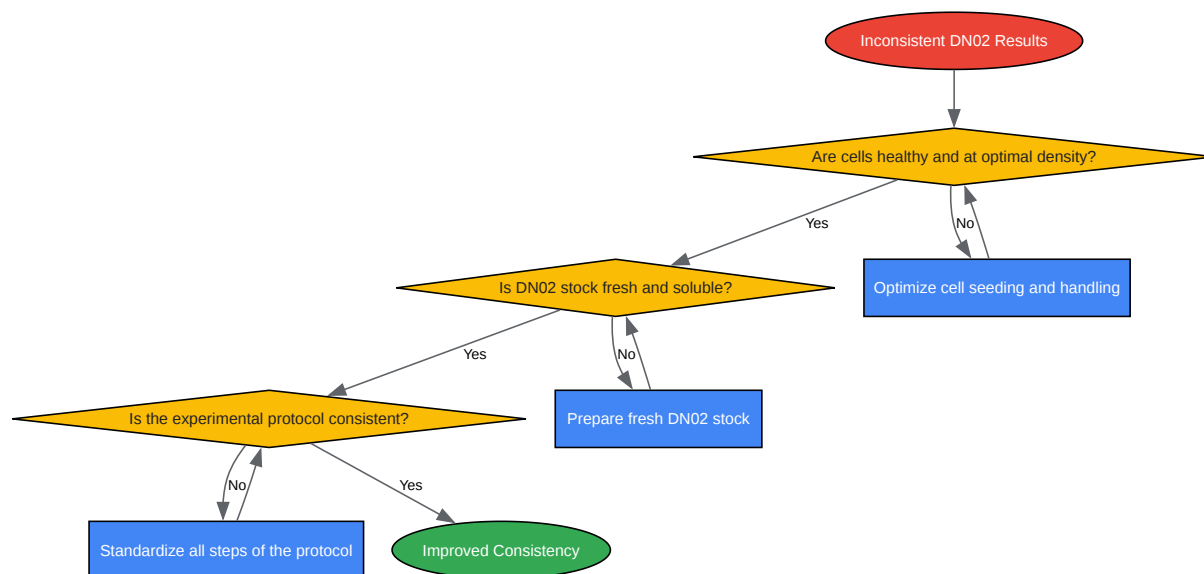 Inconsistent DN02 Results
Are cells healthy and at optimal density?
Yes
No
Is DN02 stock fresh and soluble?
Optimize cell seeding and handling
Yes
No
Is the experimental protocol consistent?
Prepare fresh DN02 stock
No
Yes
Standardize all steps of the protocol
Improved Consistency